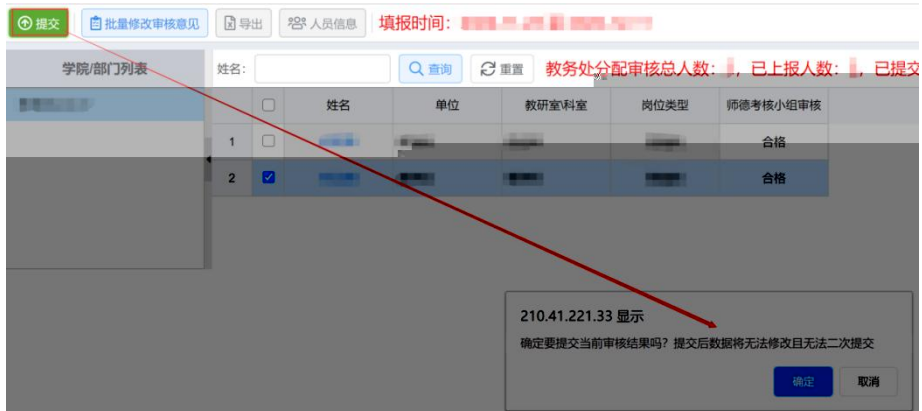 提交 批量修改审核意见 导出 人员信息 填报时间：
学院/部门列表 姓名： 查询 重置 教务处分配审核总人数： ，已上报人数： ，已提交
姓名 单位 教研室\科室 岗位类型 师德考核小组审核
1 合格
2 合格
210.41.221.33 显示
确定要提交当前审核结果吗？提交后数据将无法修改且无法二次提交
确定 取消